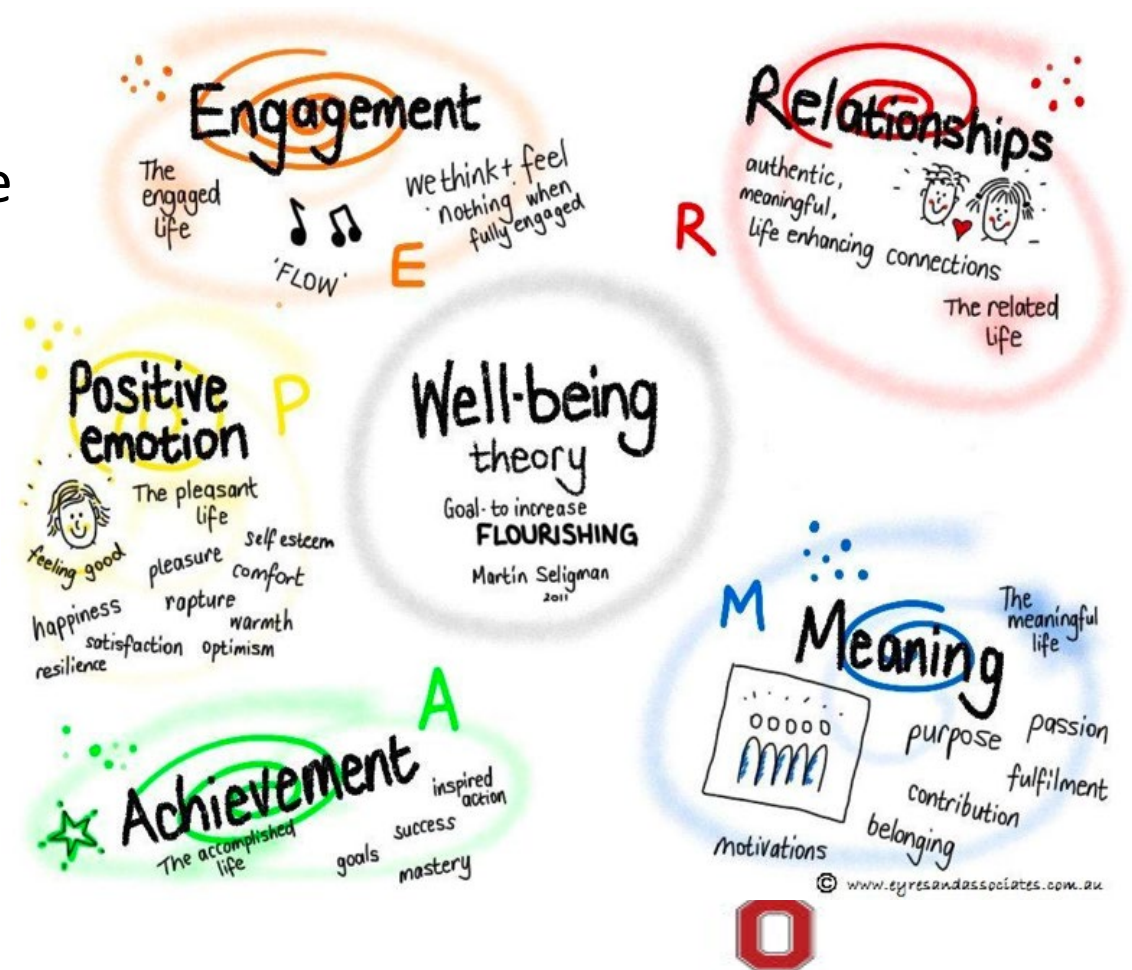 e
Engagement
The
engaged
life
'FLOW'
we think + feel
'nothing' when
fully engaged
E
Relationships
authentic,
meaningful,
life enhancing connections
The related
life
R
Positive
emotion
P
The pleasant
life
feeling good
self esteem
pleasure
comfort
happiness
rapture
warmth
satisfaction
optimism
resilience
Well-being
theory
Goal - to increase
FLOURISHING
Martin Seligman
2011
M
Meaning
The
meaningful
life
purpose
passion
fulfilment
contribution
belonging
motivations
A
Achievement
The accomplished
life
inspired
action
success
goals
mastery
© www.eyresandassociates.com.au
O